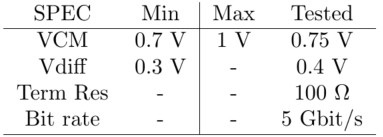 SPEC Min Max Tested
VCM 0.7 V 1 V 0.75 V
Vdiff 0.3 V - 0.4 V
Term Res - - 100 Ω
Bit rate - - 5 Gbit/s